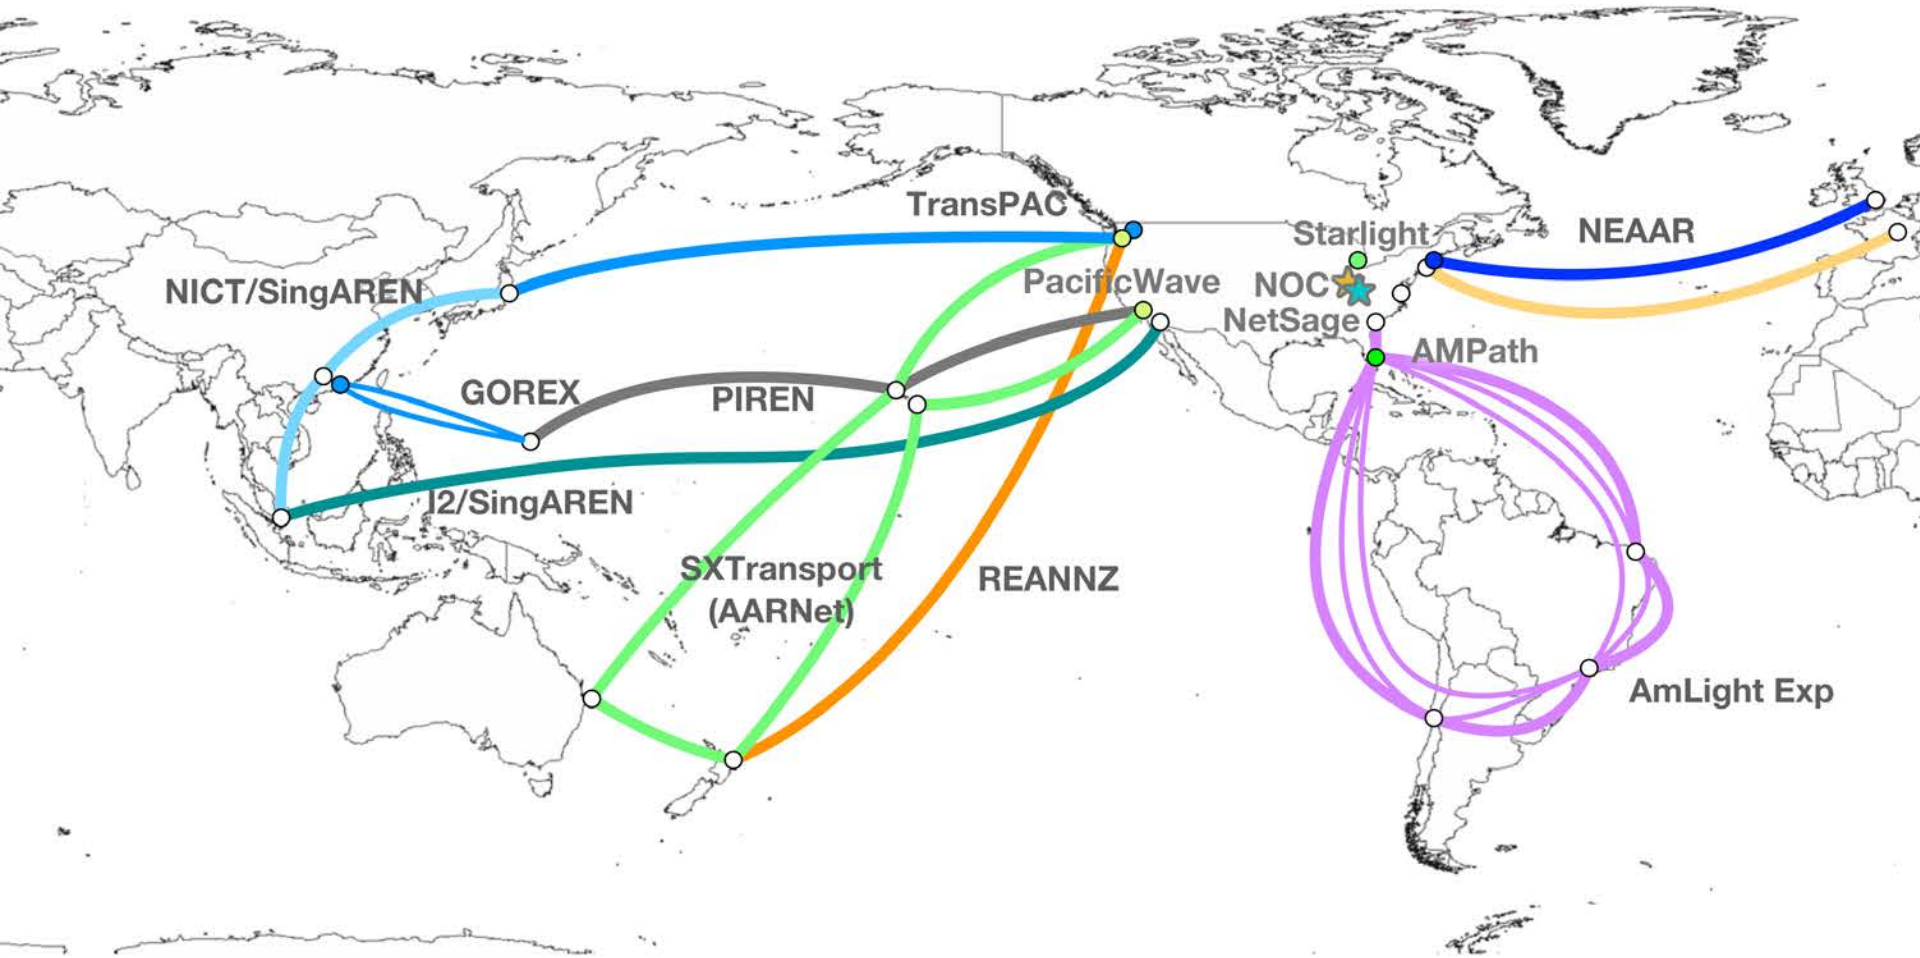 TransPAC
Starlight
NEAAR
NICT/SingAREN
PacificWave
NOC
NetSage
AMPath
GOREX
PIREN
I2/SingAREN
SXTransport
(AARNet)
REANNZ
AmLight Exp